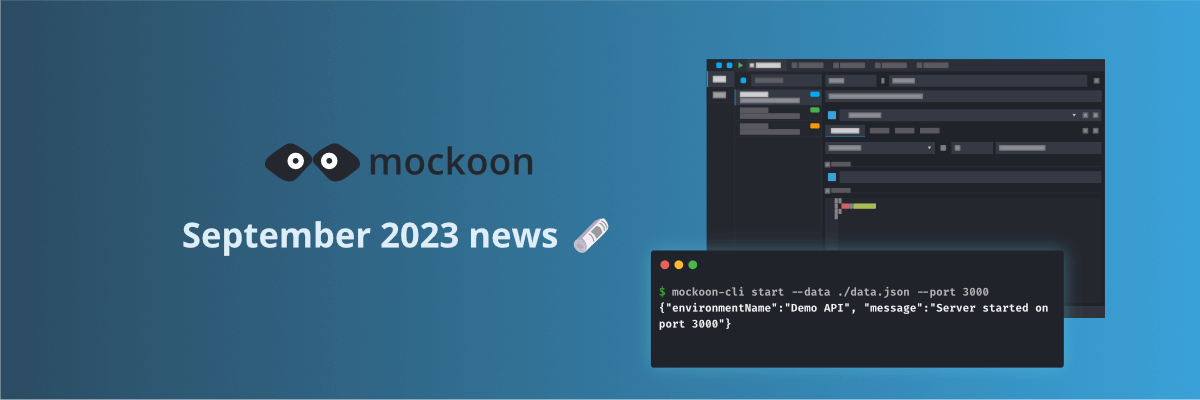 mockoon
September 2023 news
$ mockoon-cli start --data ./data.json --port 3000
{"environmentName":"Demo API", "message":"Server started on
port 3000"}